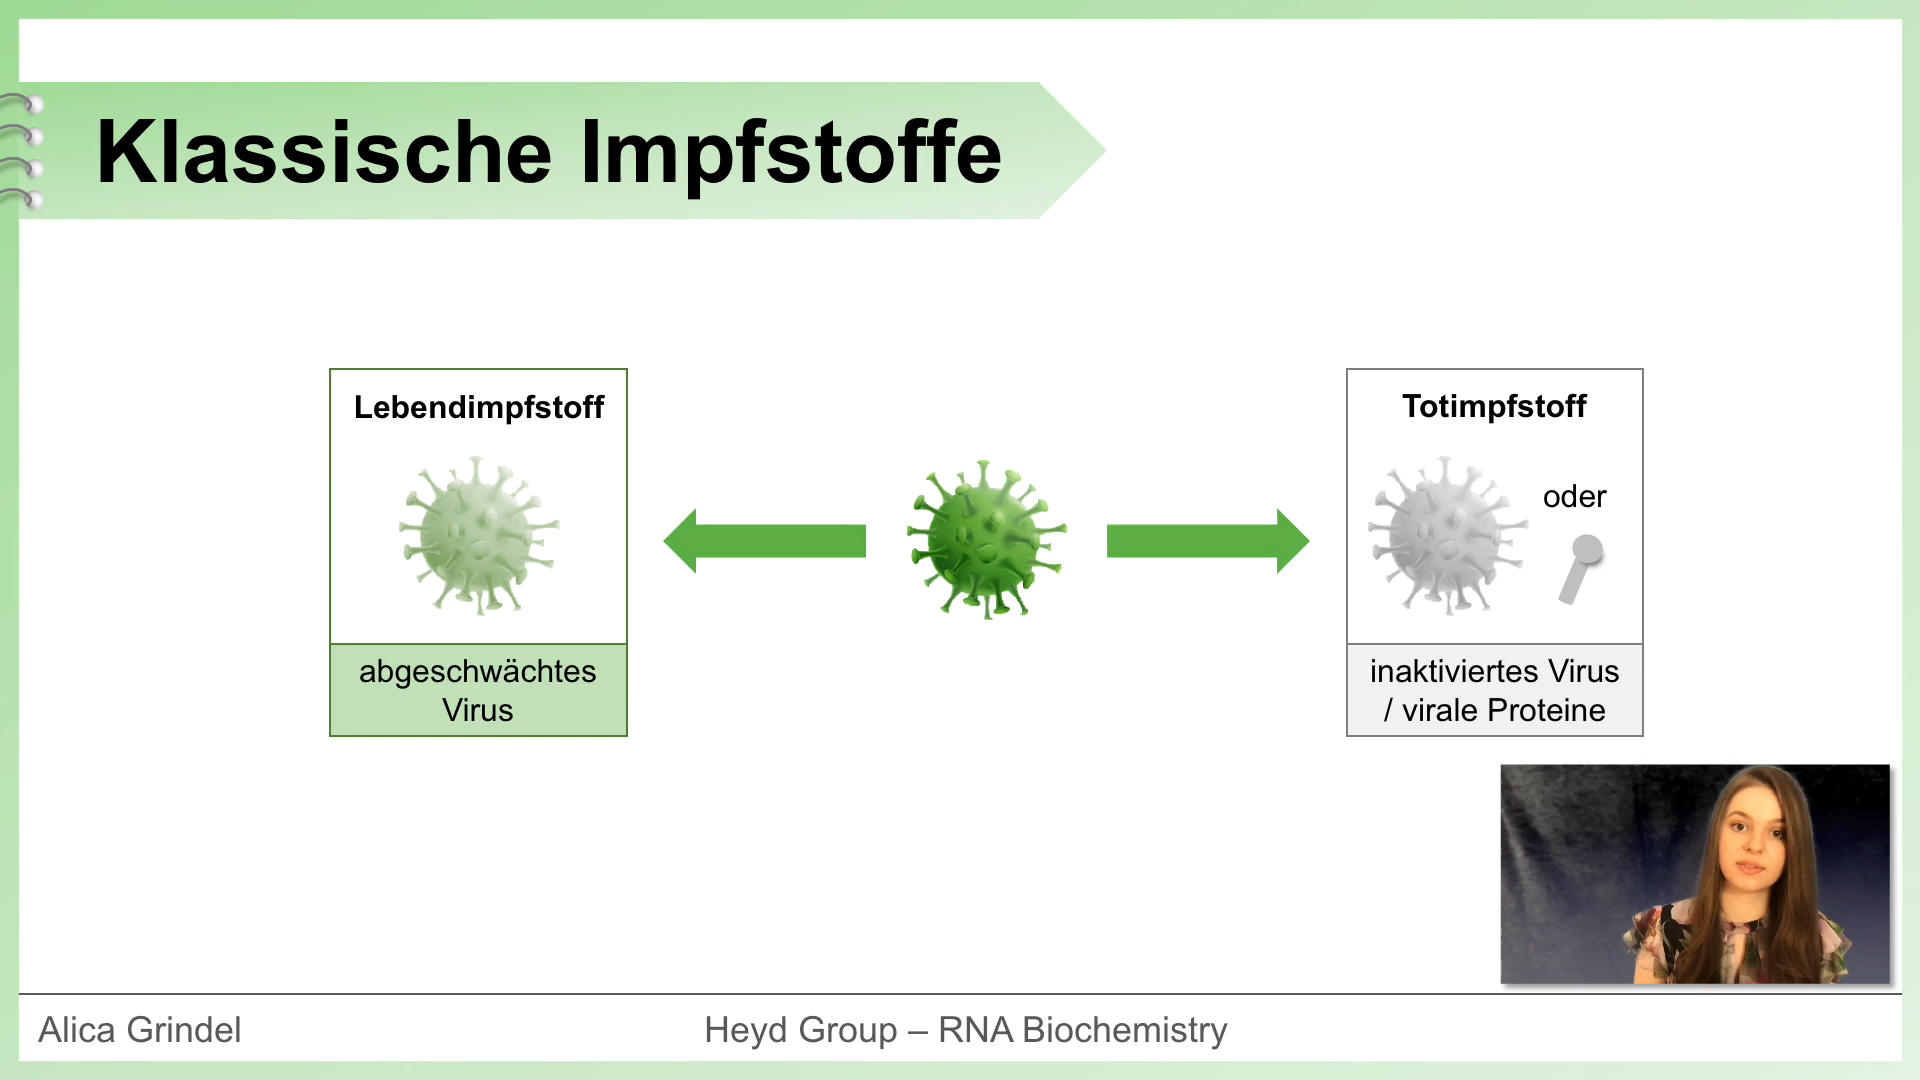 Klassische Impfstoffe
Lebendimpfstoff
abgeschwächtes
Virus
Totimpfstoff
oder
inaktiviertes Virus
/ virale Proteine
Alica Grindel
Heyd Group – RNA Biochemistry